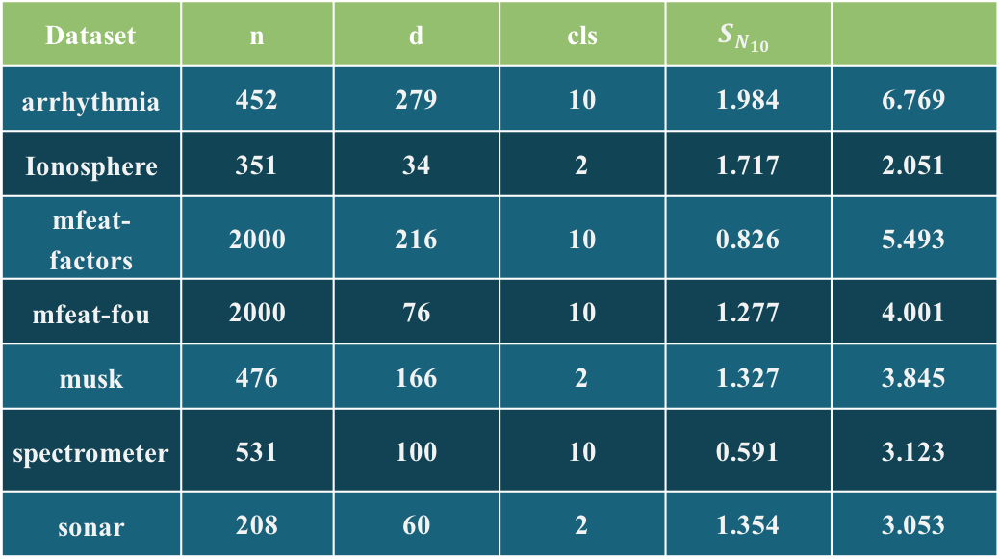 Dataset n d cls S_{N_{10}}
arrhythmia 452 279 10 1.984 6.769
Ionosphere 351 34 2 1.717 2.051
mfeat-
factors 2000 216 10 0.826 5.493
mfeat-fou 2000 76 10 1.277 4.001
musk 476 166 2 1.327 3.845
spectrometer 531 100 10 0.591 3.123
sonar 208 60 2 1.354 3.053